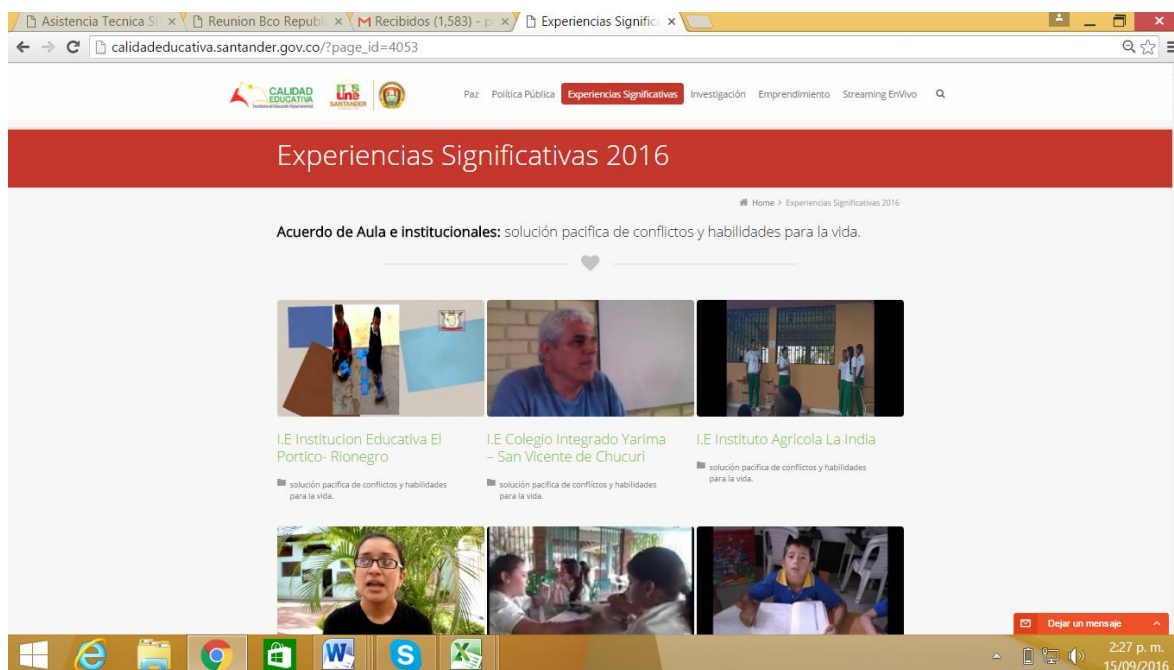 Asistencia Tecnica S
Reunion Bco Republi
Recibidos (1,583) - p
Experiencias Signific
calidadeducativa.santander.gov.co/?page_id=4053
CALIDAD
EDUCATIVA
nos
une
SANTANDER
Paz Política Pública Experiencias Significativas Investigación Emprendimiento Streaming EnVivo
Experiencias Significativas 2016
Home > Experiencias Significativas 2016
Acuerdo de Aula e institucionales: solución pacifica de conflictos y habilidades para la vida.
I.E Institucion Educativa El
Portico- Rionegro
solución pacifica de conflictos y habilidades
para la vida.
I.E Colegio Integrado Yarima
– San Vicente de Chucuri
solución pacifica de conflictos y habilidades
para la vida.
I.E Instituto Agricola La India
solución pacifica de conflictos y habilidades
para la vida.
Dejar un mensaje
2:27 p. m.
15/09/2016